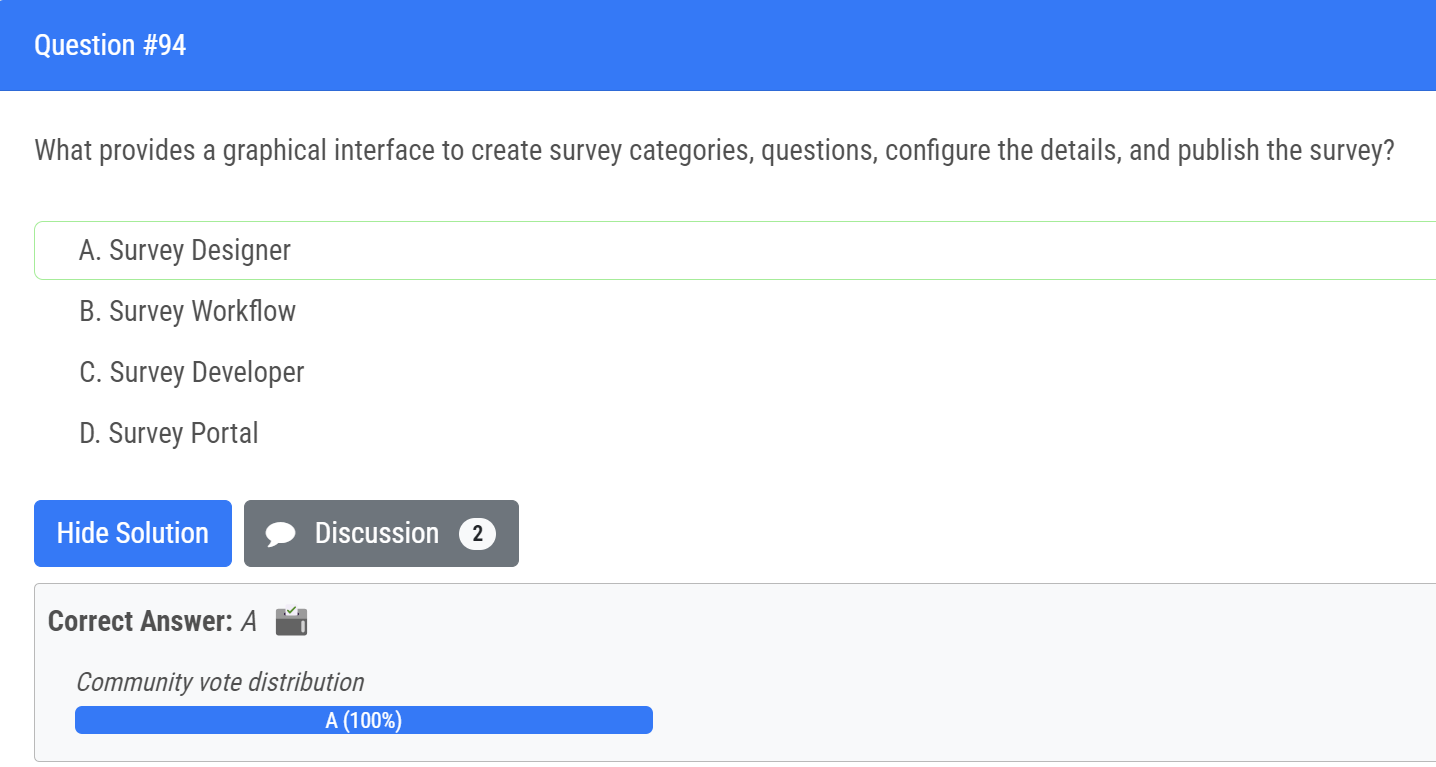 Question #94
What provides a graphical interface to create survey categories, questions, configure the details, and publish the survey?
A. Survey Designer
B. Survey Workflow
C. Survey Developer
D. Survey Portal
Hide Solution Discussion 2
Correct Answer: A
Community vote distribution
A (100%)